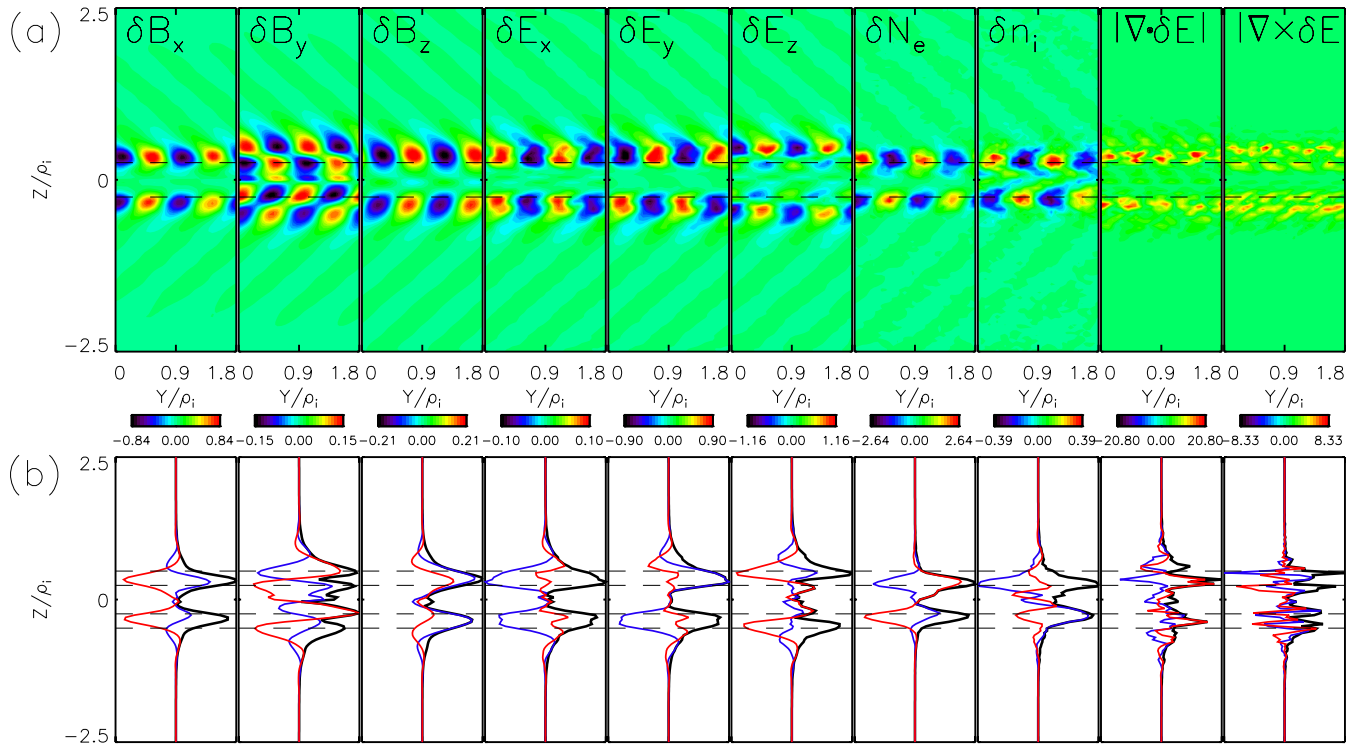 (a) δB_x δB_y δB_z δE_x δE_y δE_z δN_e δn_i |∇•δE| |∇×δE
2.5
Z/ρ_i
0
−2.5
0 0.9 1.8 0 0.9 1.8 0 0.9 1.8 0 0.9 1.8 0 0.9 1.8 0 0.9 1.8 0 0.9 1.8 0 0.9 1.8 0 0.9 1.8 0 0.9 1.8
Y/ρ_i Y/ρ_i Y/ρ_i Y/ρ_i Y/ρ_i Y/ρ_i Y/ρ_i Y/ρ_i Y/ρ_i Y/ρ_i
−0.84 0.00 0.84 −0.15 0.00 0.15 −0.21 0.00 0.21 −0.10 0.00 0.10 −0.90 0.00 0.90 −1.16 0.00 1.16 −2.64 0.00 2.64 −0.39 0.00 0.39 −20.80 0.00 20.80 −8.33 0.00 8.33
(b)
2.5
Z/ρ_i
0
−2.5